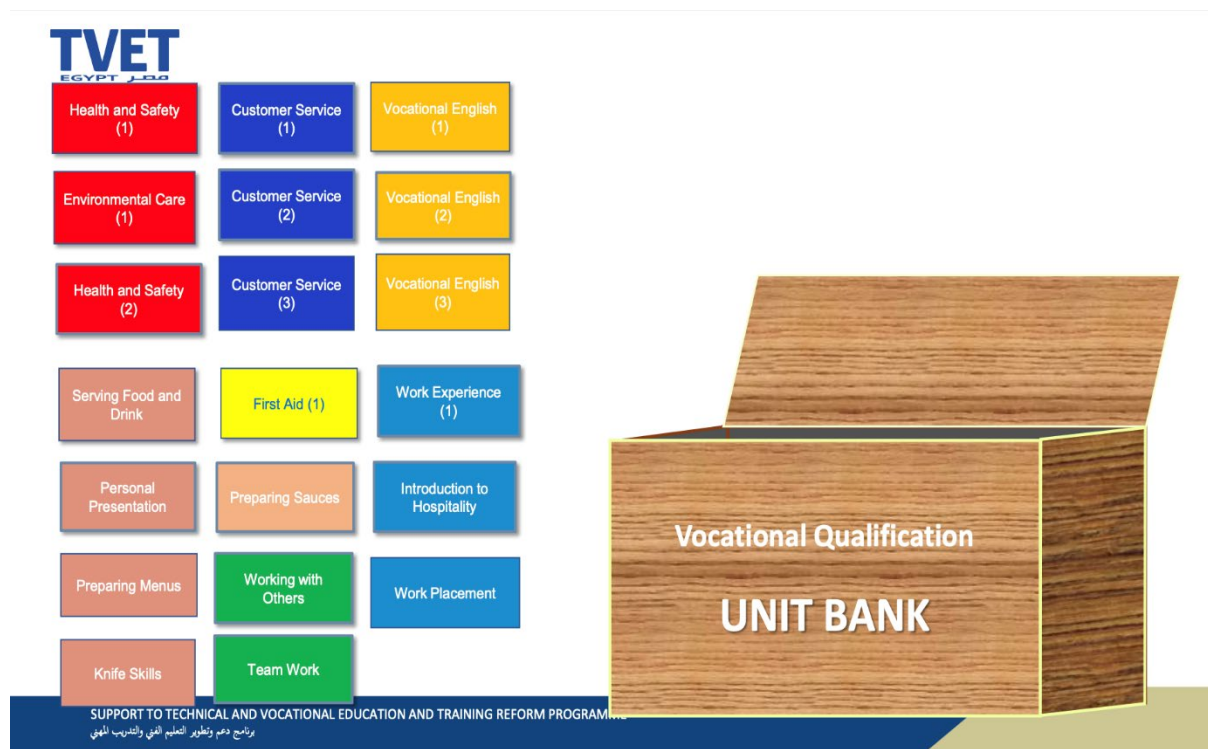 TVET
EGYPT مصر
Health and Safety
(1)
Customer Service
(1)
Vocational English
(1)
Environmental Care
(1)
Customer Service
(2)
Vocational English
(2)
Health and Safety
(2)
Customer Service
(3)
Vocational English
(3)
Serving Food and
Drink
First Aid (1)
Work Experience
(1)
Personal
Presentation
Preparing Sauces
Introduction to
Hospitality
Preparing Menus
Working with
Others
Work Placement
Knife Skills
Team Work
Vocational Qualification
UNIT BANK
SUPPORT TO TECHNICAL AND VOCATIONAL EDUCATION AND TRAINING REFORM
برنامج دعم وتطوير التعليم الفني والتدريب المهني